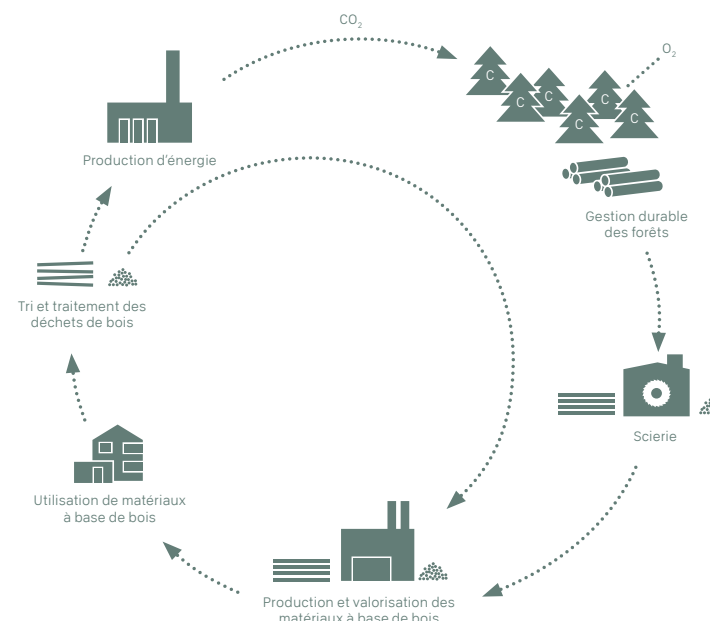 CO₂
O₂
C
C
C
C
C
C
Production d'énergie
Gestion durable
des forêts
Tri et traitement des
déchets de bois
Scierie
Utilisation de matériaux
à base de bois
Production et valorisation des
matériaux à base de bois